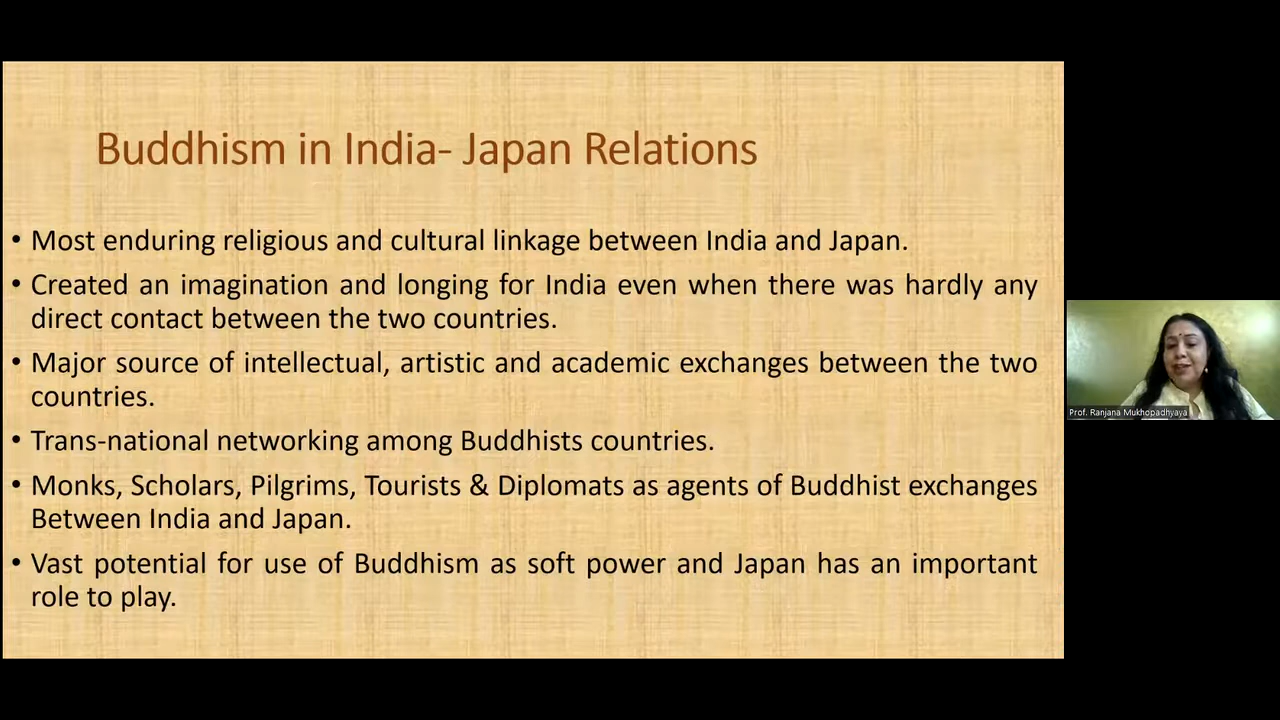 Buddhism in India- Japan Relations
• Most enduring religious and cultural linkage between India and Japan.
• Created an imagination and longing for India even when there was hardly any
direct contact between the two countries.
• Major source of intellectual, artistic and academic exchanges between the two
countries.
• Trans-national networking among Buddhists countries.
• Monks, Scholars, Pilgrims, Tourists & Diplomats as agents of Buddhist exchanges
Between India and Japan.
• Vast potential for use of Buddhism as soft power and Japan has an important
role to play.
Prof. Ranjana Mukhopadhyaya